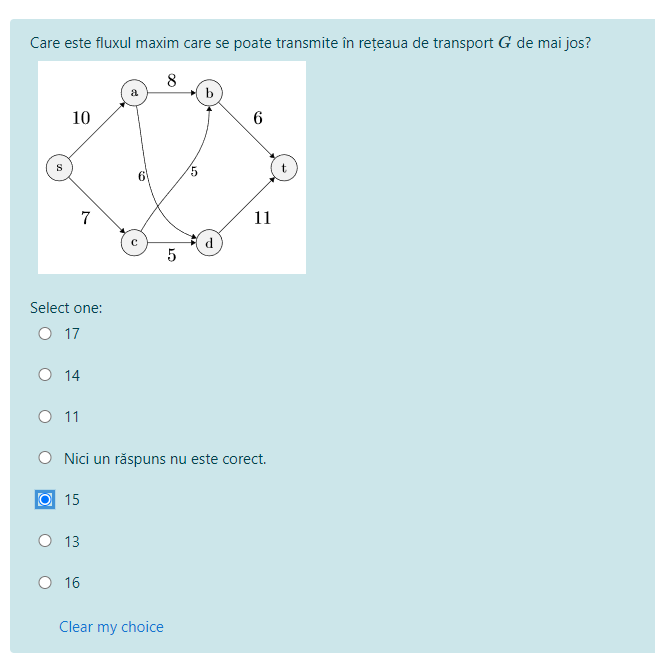 Care este fluxul maxim care se poate transmite în rețeaua de transport G de mai jos?
8
a
b
10
6
s
6
5
t
7
11
c
d
5
Select one:
17
14
11
Nici un răspuns nu este corect.
15
13
16
Clear my choice